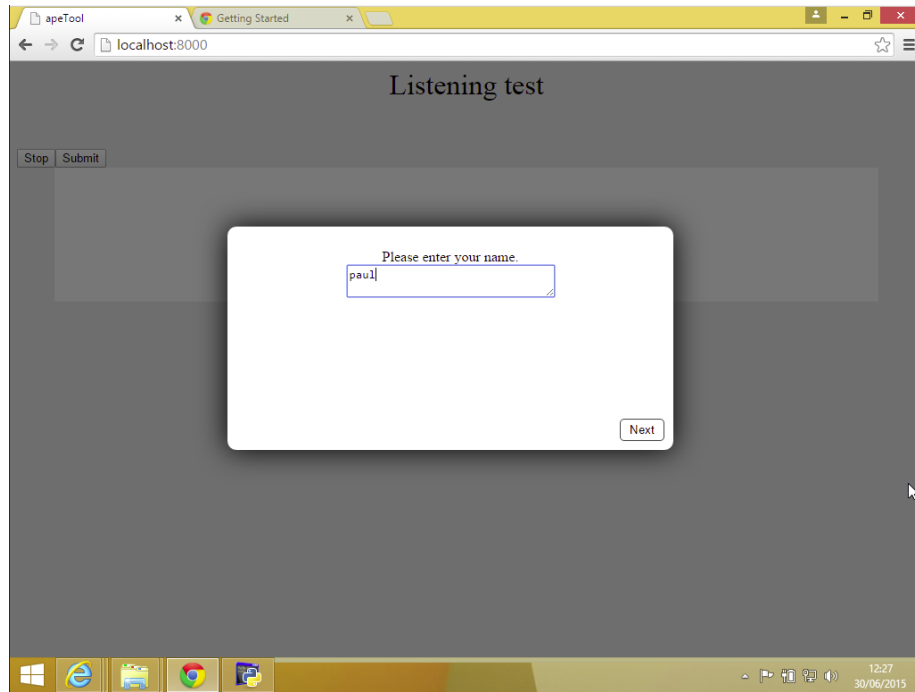 apeTool
Getting Started
localhost:8000
Listening test
Stop Submit
Please enter your name.
paul
Next
12:27
30/06/2015